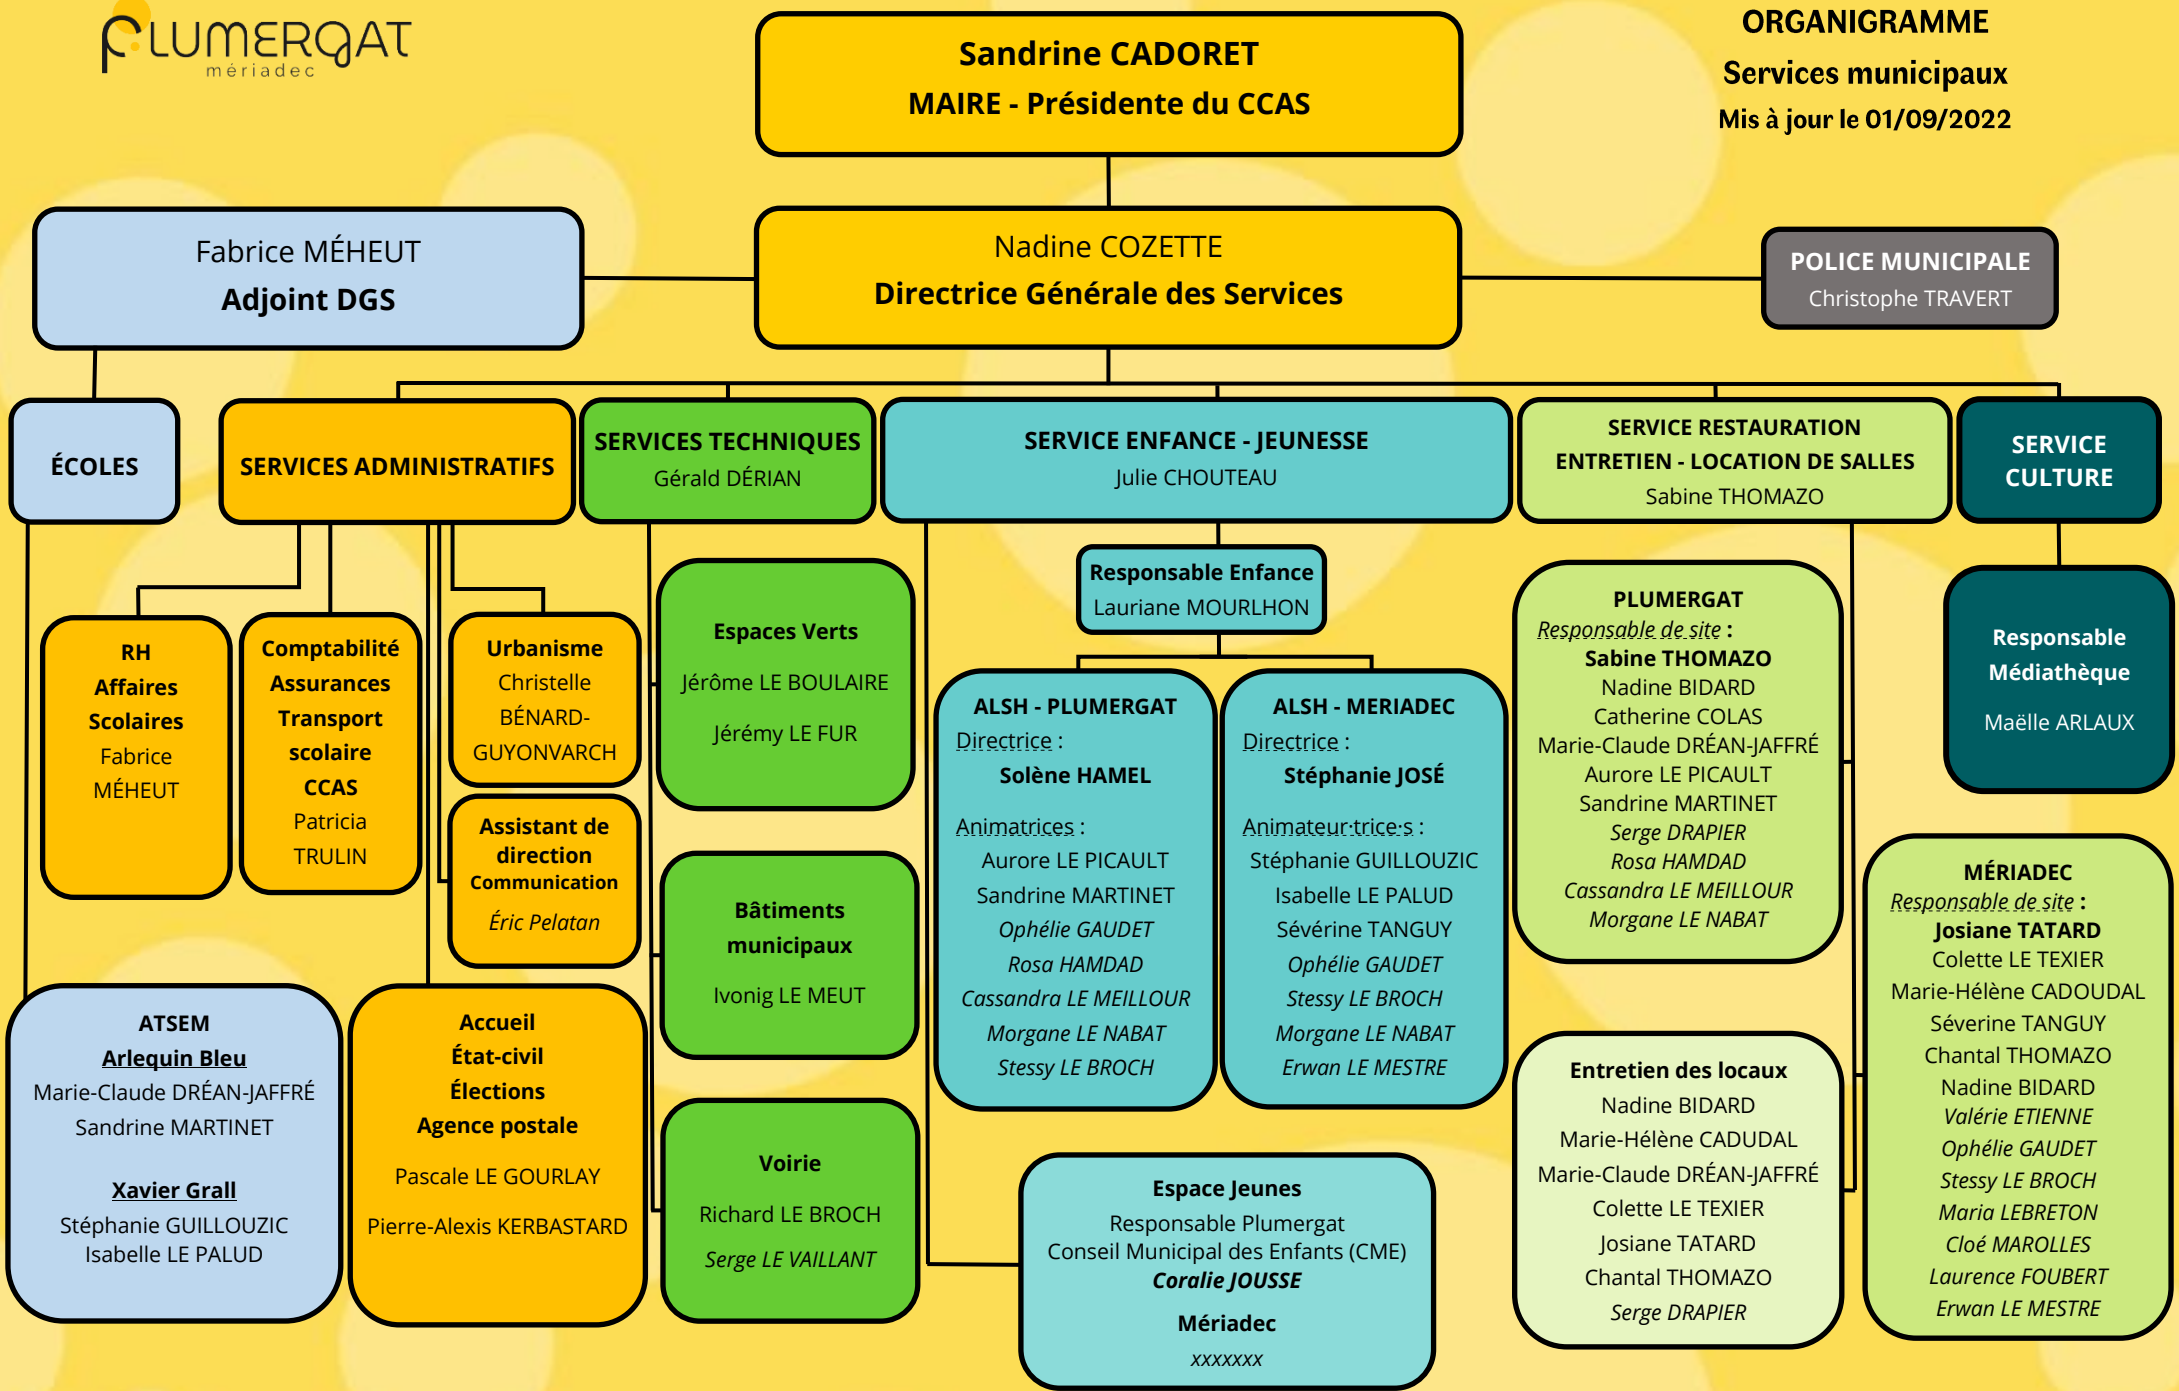 PLUMERGAT
mériadec
Sandrine CADORET
MAIRE - Présidente du CCAS
ORGANIGRAMME
Services municipaux
Mis à jour le 01/09/2022
Fabrice MÉHEUT
Adjoint DGS
Nadine COZETTE
Directrice Générale des Services
POLICE MUNICIPALE
Christophe TRAVERT
ÉCOLES
SERVICES ADMINISTRATIFS
SERVICES TECHNIQUES
Gérald DÉRIAN
SERVICE ENFANCE - JEUNESSE
Julie CHOUTEAU
SERVICE RESTAURATION
ENTRETIEN - LOCATION DE SALLES
Sabine THOMAZO
SERVICE
CULTURE
RH
Affaires
Scolaires
Fabrice
MÉHEUT
Comptabilité
Assurances
Transport
scolaire
CCAS
Patricia
TRULIN
Urbanisme
Christelle
BÉNARD-
GUYONVARCH
Assistant de
direction
Communication
Éric Pelatan
ATSEM
Arlequin Bleu
Marie-Claude DRÉAN-JAFFRÉ
Sandrine MARTINET
Xavier Grall
Stéphanie GUILLOUZIC
Isabelle LE PALUD
Accueil
État-civil
Élections
Agence postale
Pascale LE GOURLAY
Pierre-Alexis KERBASTARD
Espaces Verts
Jérôme LE BOULAIRE
Jérémy LE FUR
Bâtiments
municipaux
Ivonig LE MEUT
Voirie
Richard LE BROCH
Serge LE VAILLANT
Responsable Enfance
Lauriane MOURLHON
ALSH - PLUMERGAT
Directrice :
Solène HAMEL
Animatrices :
Aurore LE PICAULT
Sandrine MARTINET
Ophélie GAUDET
Rosa HAMDAD
Cassandra LE MEILLOUR
Morgane LE NABAT
Stessy LE BROCH
ALSH - MERIADEC
Directrice :
Stéphanie JOSÉ
Animateur·trice·s :
Stéphanie GUILLOUZIC
Isabelle LE PALUD
Sévérine TANGUY
Ophélie GAUDET
Stessy LE BROCH
Morgane LE NABAT
Erwan LE MESTRE
Espace Jeunes
Responsable Plumergat
Conseil Municipal des Enfants (CME)
Coralie JOUSSE
Mériadec
xxxxxxx
PLUMERGAT
Responsable de site :
Sabine THOMAZO
Nadine BIDARD
Catherine COLAS
Marie-Claude DRÉAN-JAFFRÉ
Aurore LE PICAULT
Sandrine MARTINET
Serge DRAPIER
Rosa HAMDAD
Cassandra LE MEILLOUR
Morgane LE NABAT
Entretien des locaux
Nadine BIDARD
Marie-Hélène CADUDAL
Marie-Claude DRÉAN-JAFFRÉ
Colette LE TEXIER
Josiane TATARD
Chantal THOMAZO
Serge DRAPIER
Responsable
Médiathèque
Maëlle ARLAUX
MÉRIADEC
Responsable de site :
Josiane TATARD
Colette LE TEXIER
Marie-Hélène CADOUDAL
Séverine TANGUY
Chantal THOMAZO
Nadine BIDARD
Valérie ETIENNE
Ophélie GAUDET
Stessy LE BROCH
Maria LEBRETON
Cloé MAROLLES
Laurence FOUBERT
Erwan LE MESTRE